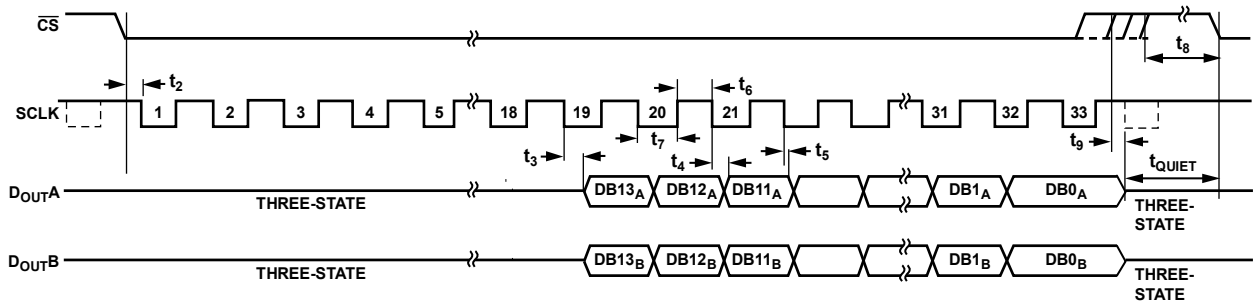 CS
t8
t2
t6
SCLK
1 2 3 4 5 18 19 20 21 31 32 33
t3
t7
t4
t5
t9
tQUIET
DOUTA
THREE-STATE
DB13A DB12A DB11A DB1A DB0A
THREE-
STATE
DOUTB
THREE-STATE
DB13B DB12B DB11B DB1B DB0B
THREE-
STATE